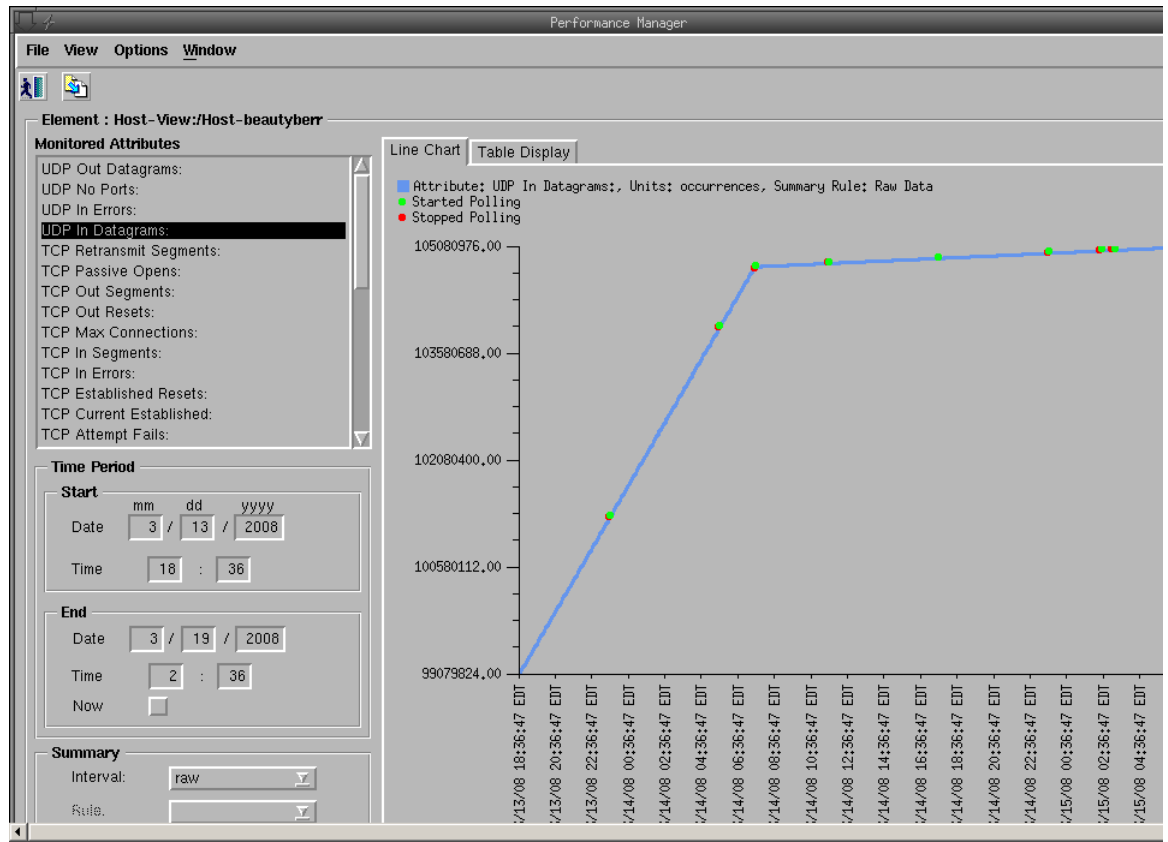 Performance Manager
File View Options Window
Element : Host-View:/Host-beautyberr
Monitored Attributes
UDP Out Datagrams:
UDP No Ports:
UDP In Errors:
UDP In Datagrams:
TCP Retransmit Segments:
TCP Passive Opens:
TCP Out Segments:
TCP Out Resets:
TCP Max Connections:
TCP In Segments:
TCP In Errors:
TCP Established Resets:
TCP Current Established:
TCP Attempt Fails:
Time Period
Start
mm dd yyyy
Date 3 / 13 / 2008
Time 18 : 36
End
Date 3 / 19 / 2008
Time 2 : 36
Now
Summary
Interval: raw
Rule.
Line Chart Table Display
Attribute: UDP In Datagrams:, Units: occurrences, Summary Rule: Raw Data
Started Polling
Stopped Polling
105080976.00
103580688.00
102080400.00
100580112.00
99079824.00
/13/08 18:36:47 EDT
/13/08 20:36:47 EDT
/13/08 22:36:47 EDT
/14/08 00:36:47 EDT
/14/08 02:36:47 EDT
/14/08 04:36:47 EDT
/14/08 06:36:47 EDT
/14/08 08:36:47 EDT
/14/08 10:36:47 EDT
/14/08 12:36:47 EDT
/14/08 14:36:47 EDT
/14/08 16:36:47 EDT
/14/08 18:36:47 EDT
/14/08 20:36:47 EDT
/14/08 22:36:47 EDT
/15/08 00:36:47 EDT
/15/08 02:36:47 EDT
/15/08 04:36:47 EDT